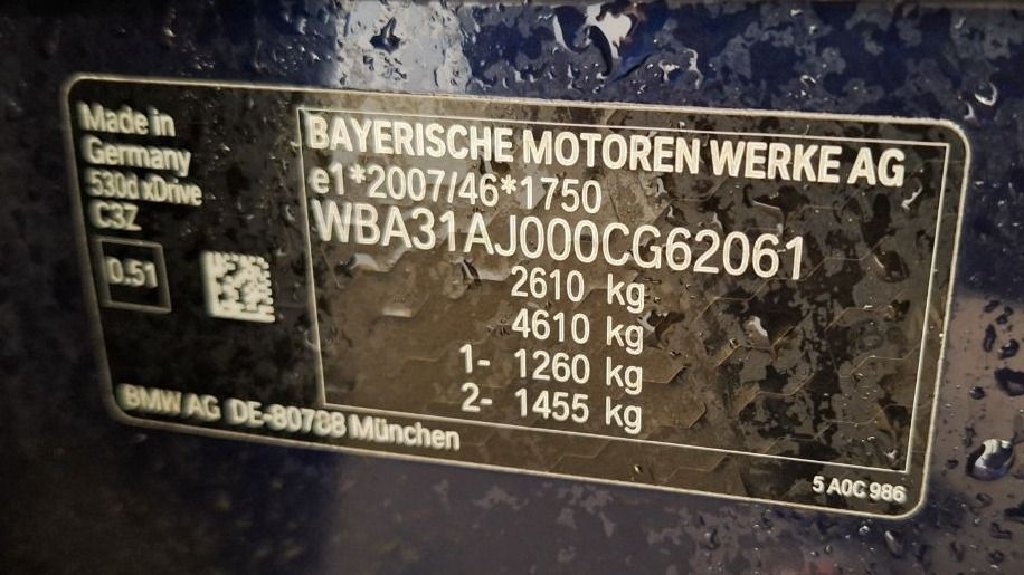 Made in
Germany
530d xDrive
C3Z
0.51
BAYERISCHE MOTOREN WERKE AG
e1*2007/46*1750
WBA31AJ000CG62061
2610 kg
4610 kg
1- 1260 kg
2- 1455 kg
BMW AG DE-80788 München
5 A0C 986